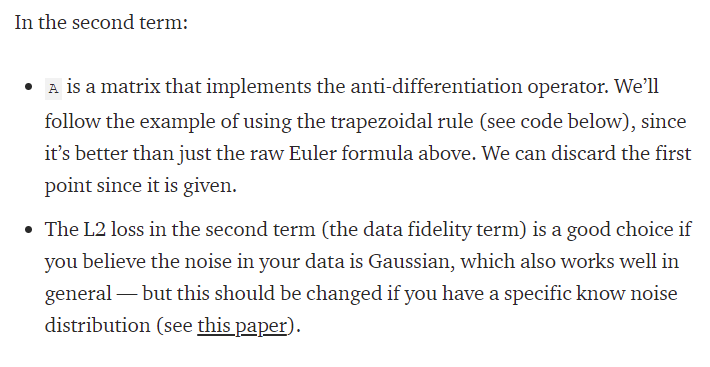 In the second term:
• A is a matrix that implements the anti-differentiation operator. We’ll
follow the example of using the trapezoidal rule (see code below), since
it’s better than just the raw Euler formula above. We can discard the first
point since it is given.
• The L2 loss in the second term (the data fidelity term) is a good choice if
you believe the noise in your data is Gaussian, which also works well in
general — but this should be changed if you have a specific know noise
distribution (see this paper).